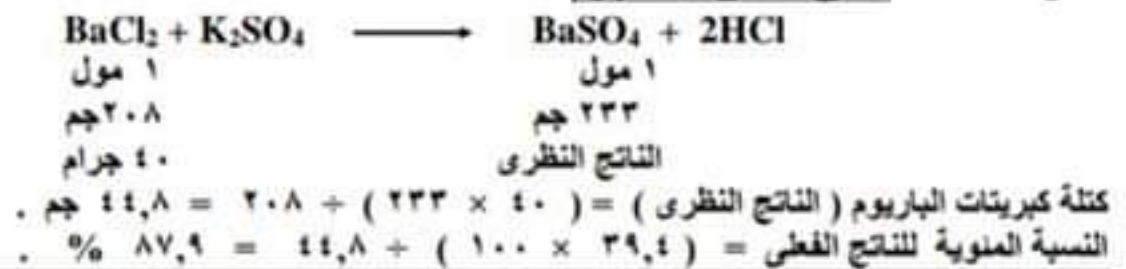 BaCl₂ + K₂SO₄ ⟶ BaSO₄ + 2HCl
١ مول ١ مول
٢٠٨جم ٢٣٣ جم
٤٠ جرام الناتج النظرى
كتلة كبريتات الباريوم ( الناتج النظرى ) = ( ٤٠ × ٢٣٣ ) ÷ ٢٠٨ = ٤٤,٨ جم .
النسبة المئوية للناتج الفعلى = ( ٣٩,٤ × ١٠٠ ) ÷ ٤٤,٨ = ٨٧,٩ % .